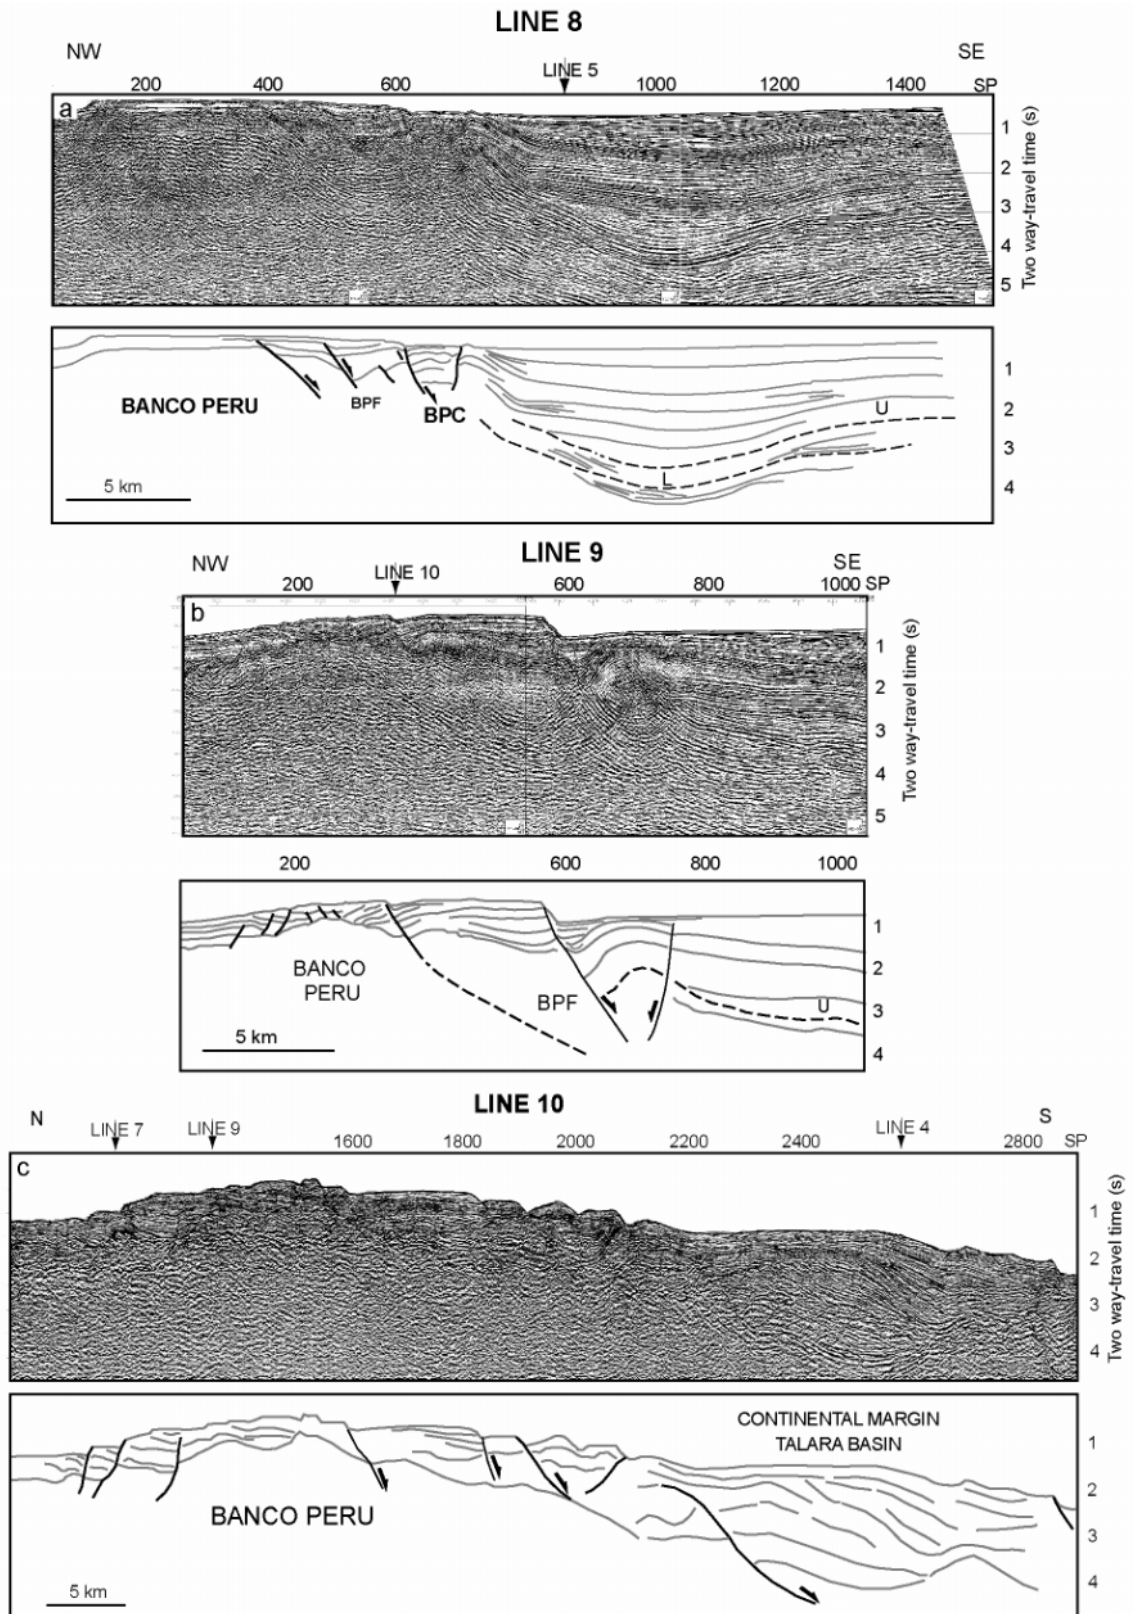 LINE 8
NW SE
LINE 5
200 400 600 1000 1200 1400 SP
a
1
2
3
4
5
Two way-travel time (s)
BANCO PERU
BPF
BPC
U
L
5 km
1
2
3
4
LINE 9
NW SE
LINE 10
200 600 800 1000 SP
b
1
2
3
4
5
Two way-travel time (s)
200 600 800 1000
BANCO
PERU
BPF
U
5 km
1
2
3
4
LINE 10
N S
LINE 7 LINE 9 1600 1800 2000 2200 2400 LINE 4 2800 SP
c
1
2
3
4
Two way-travel time (s)
CONTINENTAL MARGIN
TALARA BASIN
BANCO PERU
5 km
1
2
3
4